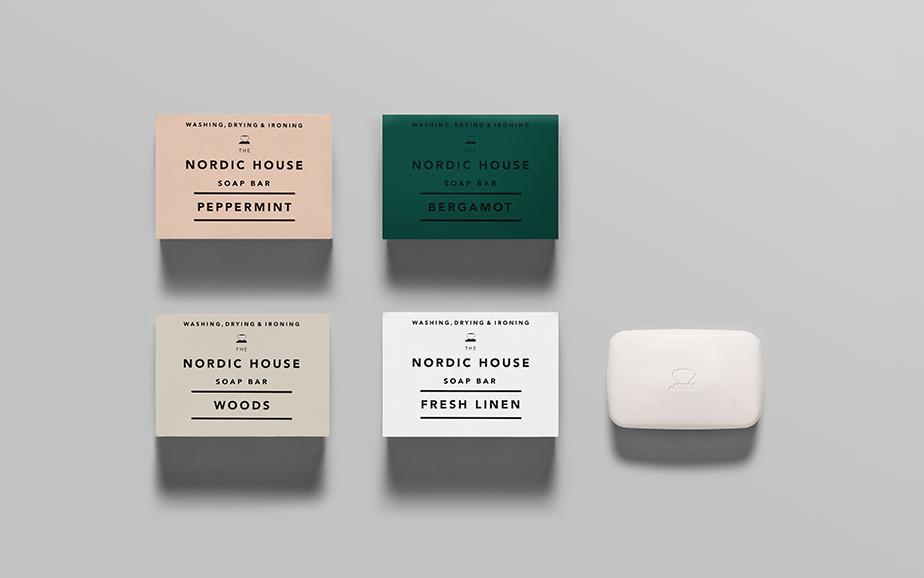 WASHING, DRYING & IRONING
THE
NORDIC HOUSE
SOAP BAR
PEPPERMINT
WASHING, DRYING & IRONING
THE
NORDIC HOUSE
SOAP BAR
BERGAMOT
WASHING, DRYING & IRONING
THE
NORDIC HOUSE
SOAP BAR
WOODS
WASHING, DRYING & IRONING
THE
NORDIC HOUSE
SOAP BAR
FRESH LINEN